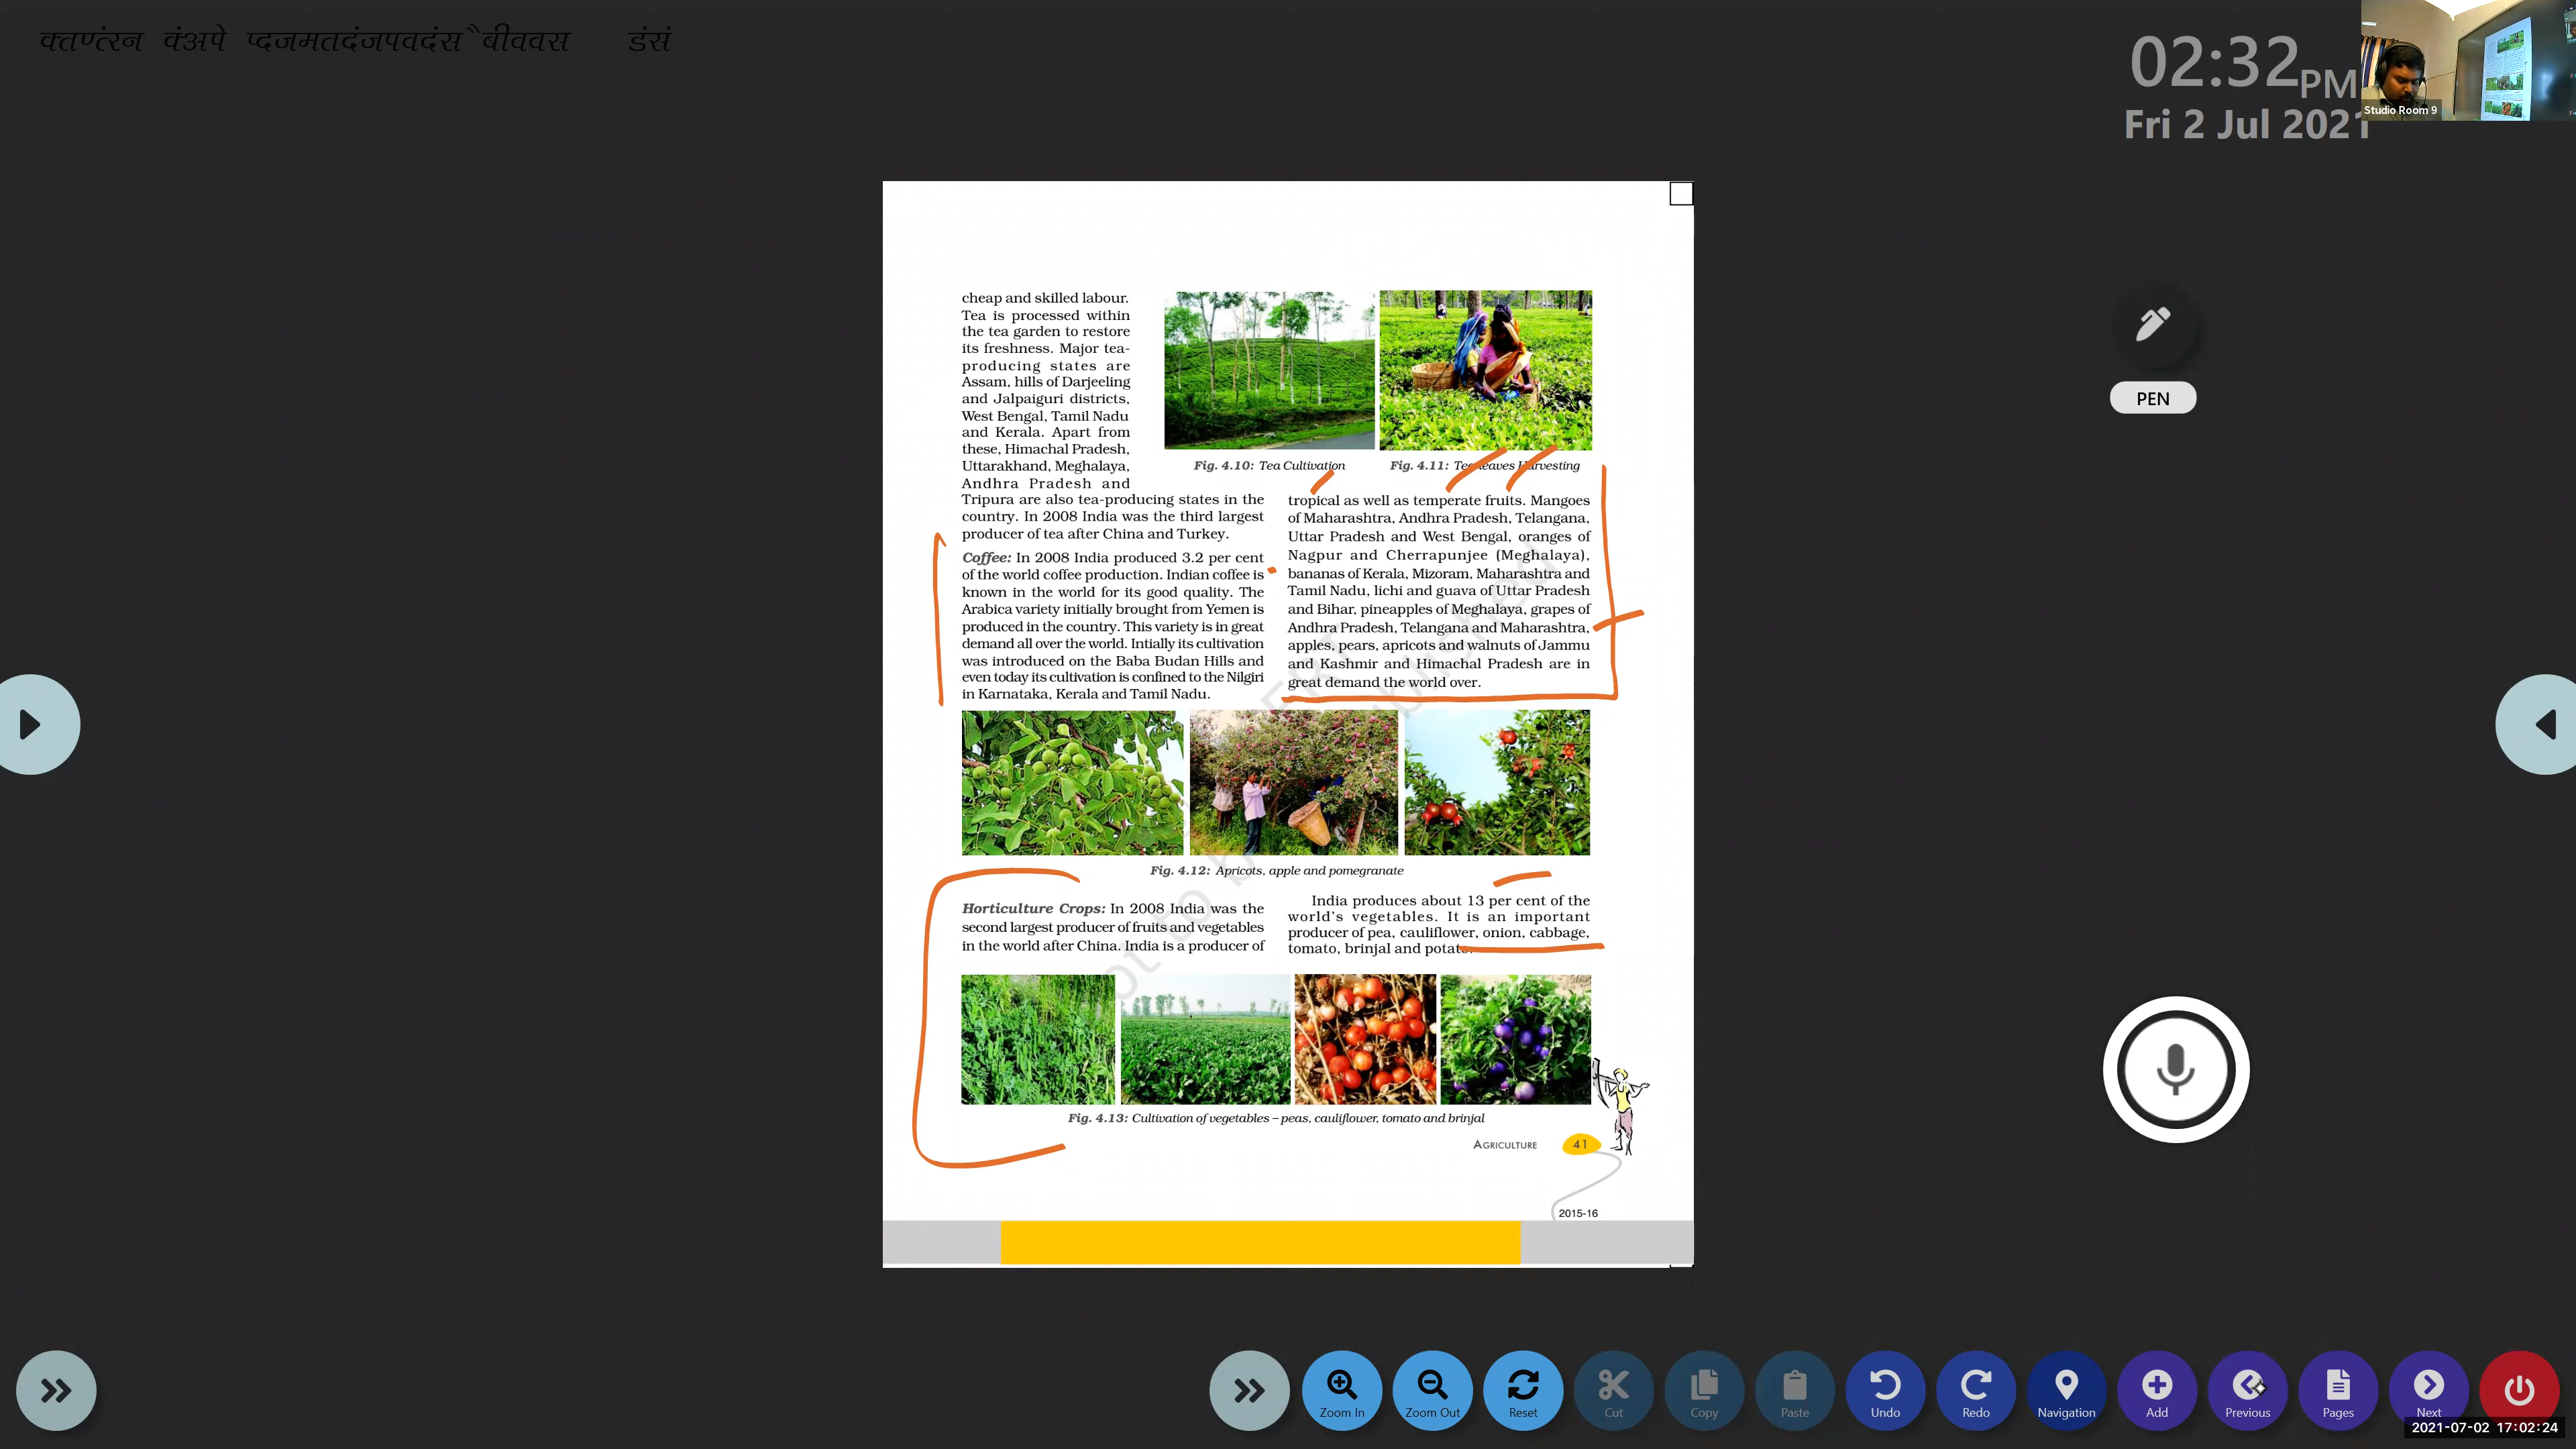 क्तण्तंरन कंअपे प्दजमतदंजपवदंस ैबीववस डंसं
02:32PM
Fri 2 Jul 2021
Studio Room 9
PEN
cheap and skilled labour.
Tea is processed within
the tea garden to restore
its freshness. Major tea-
producing states are
Assam, hills of Darjeeling
and Jalpaiguri districts,
West Bengal, Tamil Nadu
and Kerala. Apart from
these, Himachal Pradesh,
Uttarakhand, Meghalaya,
Andhra Pradesh and
Tripura are also tea-producing states in the
country. In 2008 India was the third largest
producer of tea after China and Turkey.
Coffee: In 2008 India produced 3.2 per cent
of the world coffee production. Indian coffee is
known in the world for its good quality. The
Arabica variety initially brought from Yemen is
produced in the country. This variety is in great
demand all over the world. Intially its cultivation
was introduced on the Baba Budan Hills and
even today its cultivation is confined to the Nilgiri
in Karnataka, Kerala and Tamil Nadu.
Fig. 4.10: Tea Cultivation
Fig. 4.11: Tea-leaves Harvesting
tropical as well as temperate fruits. Mangoes
of Maharashtra, Andhra Pradesh, Telangana,
Uttar Pradesh and West Bengal, oranges of
Nagpur and Cherrapunjee (Meghalaya),
bananas of Kerala, Mizoram, Maharashtra and
Tamil Nadu, lichi and guava of Uttar Pradesh
and Bihar, pineapples of Meghalaya, grapes of
Andhra Pradesh, Telangana and Maharashtra,
apples, pears, apricots and walnuts of Jammu
and Kashmir and Himachal Pradesh are in
great demand the world over.
Fig. 4.12: Apricots, apple and pomegranate
Horticulture Crops: In 2008 India was the
second largest producer of fruits and vegetables
in the world after China. India is a producer of
India produces about 13 per cent of the
world's vegetables. It is an important
producer of pea, cauliflower, onion, cabbage,
tomato, brinjal and potato.
Fig. 4.13: Cultivation of vegetables – peas, cauliflower, tomato and brinjal
AGRICULTURE 41
2015-16
Zoom In
Zoom Out
Reset
Cut
Copy
Paste
Undo
Redo
Navigation
Add
Previous
Pages
Next
2021-07-02 17:02:24